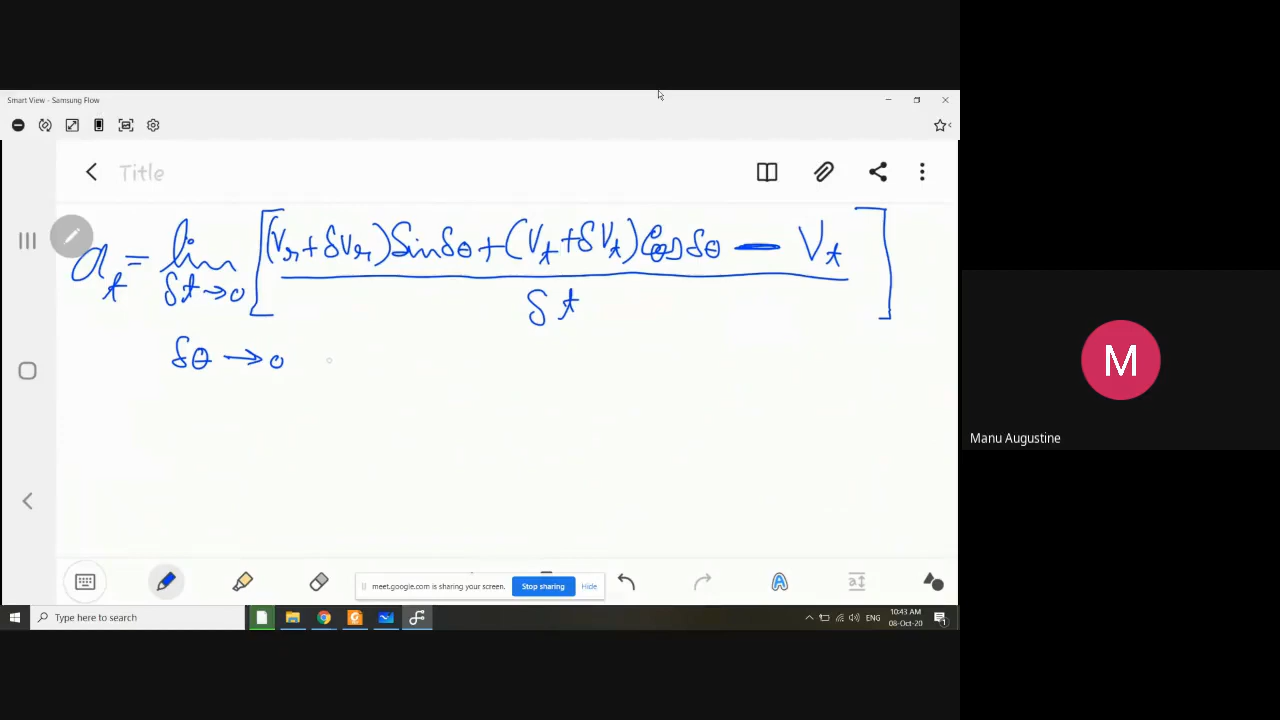 Smart View - Samsung Flow
Title
a_t = lim δt→0 [ (V_r + δV_r) Sin δθ + (V_t + δV_t) Cos δθ − V_t / δt ]
δθ → 0
Manu Augustine
meet.google.com is sharing your screen. Stop sharing Hide
Type here to search
ENG
10:43 AM
08-Oct-20